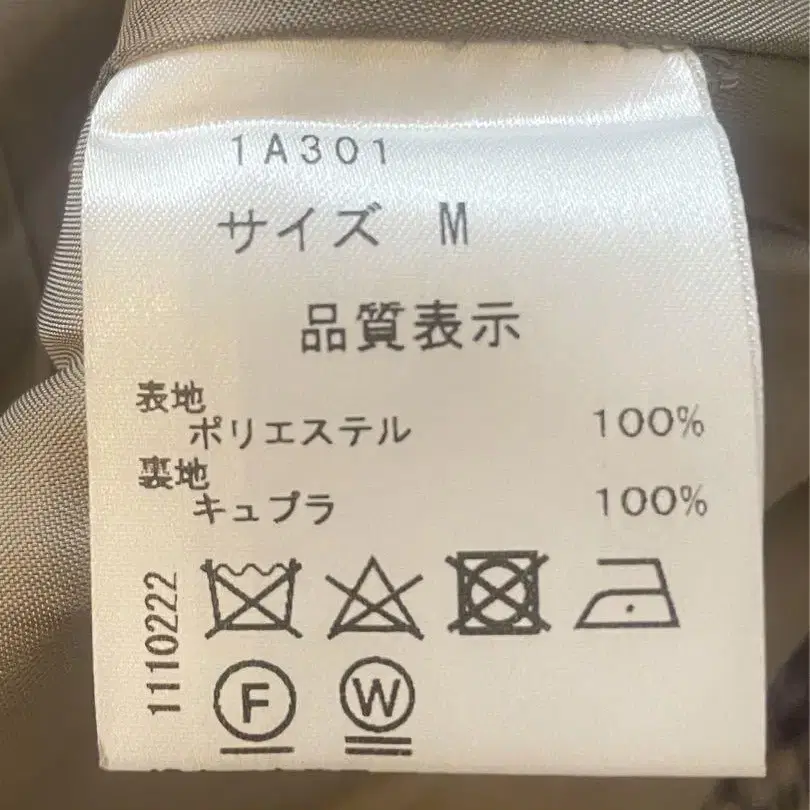 1A301
サイズ M
品質表示
表地
ポリエステル 100%
裏地
キュプラ 100%
1110222
F
W